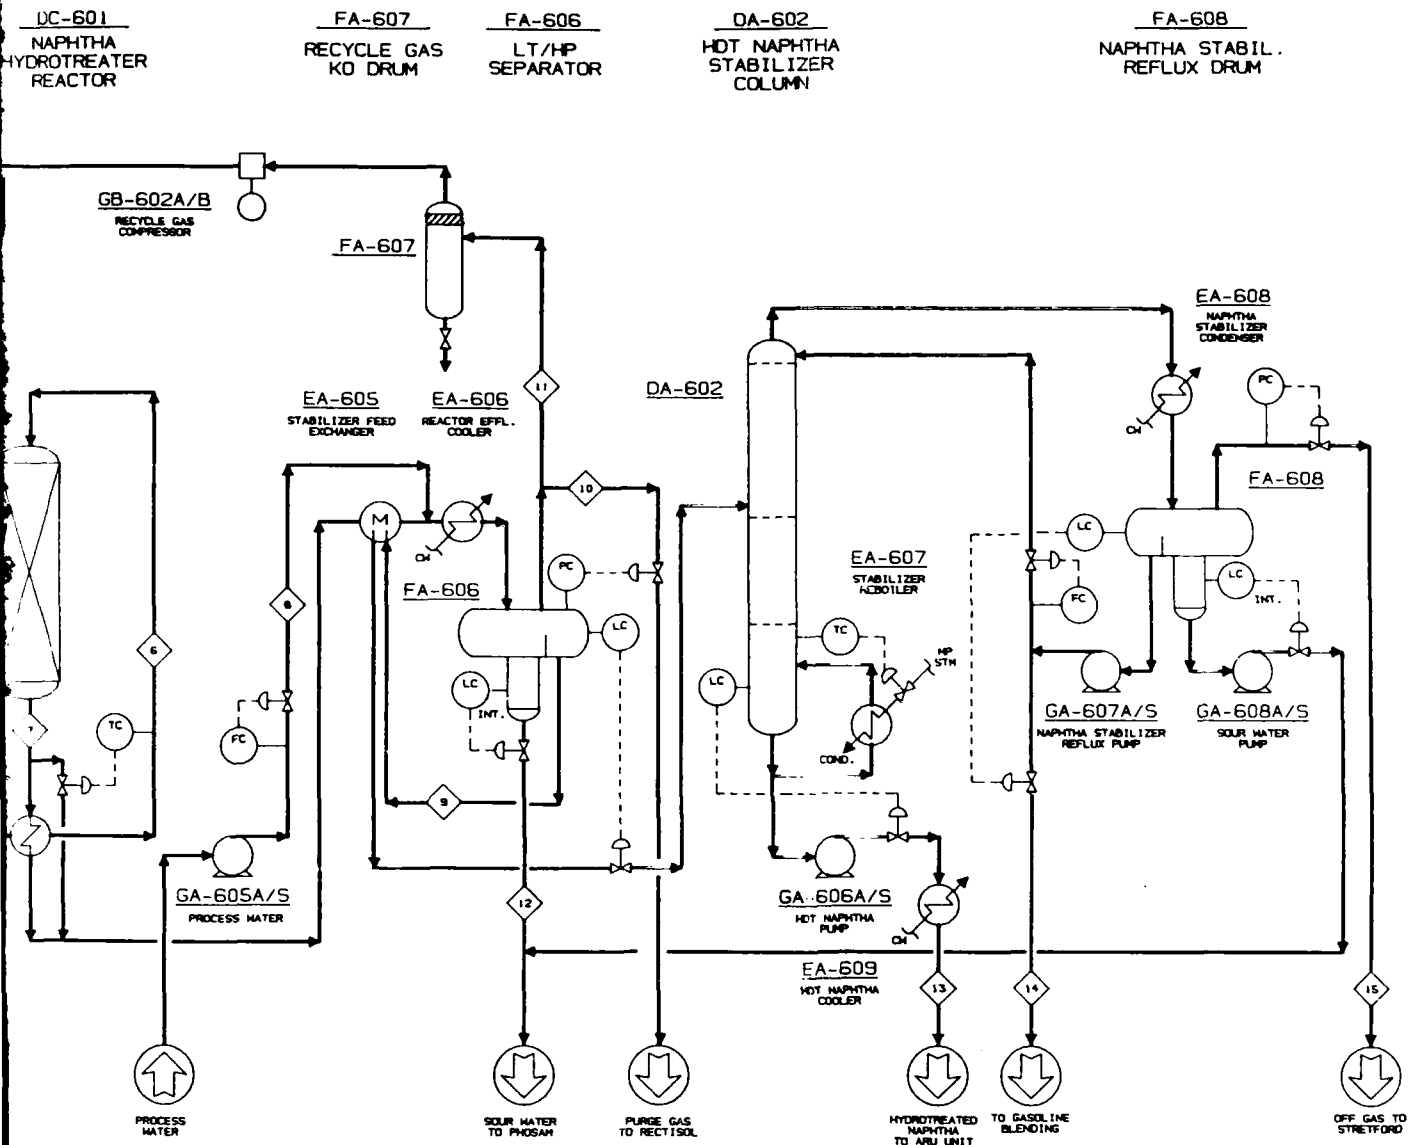 DC-601
NAPHTHA
HYDROTREATER
REACTOR
FA-607
RECYCLE GAS
KO DRUM
FA-606
LT/HP
SEPARATOR
DA-602
HDT NAPHTHA
STABILIZER
COLUMN
FA-608
NAPHTHA STABIL.
REFLUX DRUM
GB-602A/B
RECYCLE GAS
COMPRESSOR
FA-607
EA-608
NAPHTHA
STABILIZER
CONDENSER
EA-605
STABILIZER FEED
EXCHANGER
EA-606
REACTOR EFFL.
COOLER
11
DA-602
PC
CW
FA-608
10
M
CW
FA-606
PC
LC
EA-607
STABILIZER
REBOILER
LC
LC
INT.
FC
8
6
LC
INT.
TC
MP
STM
LC
7
TC
FC
COND.
GA-607A/S
NAPHTHA STABILIZER
REFLUX PUMP
GA-608A/S
SOUR WATER
PUMP
9
GA-605A/S
PROCESS WATER
12
GA-606A/S
HDT NAPHTHA
PUMP
CW
EA-609
HDT NAPHTHA
COOLER
13
14
15
PROCESS
WATER
SOUR WATER
TO PHOSAM
PURGE GAS
TO RECTISOL
HYDROTREATED
NAPHTHA
TO ARU UNIT
TO GASOLINE
BLENDING
OFF GAS TO
STRETFORD